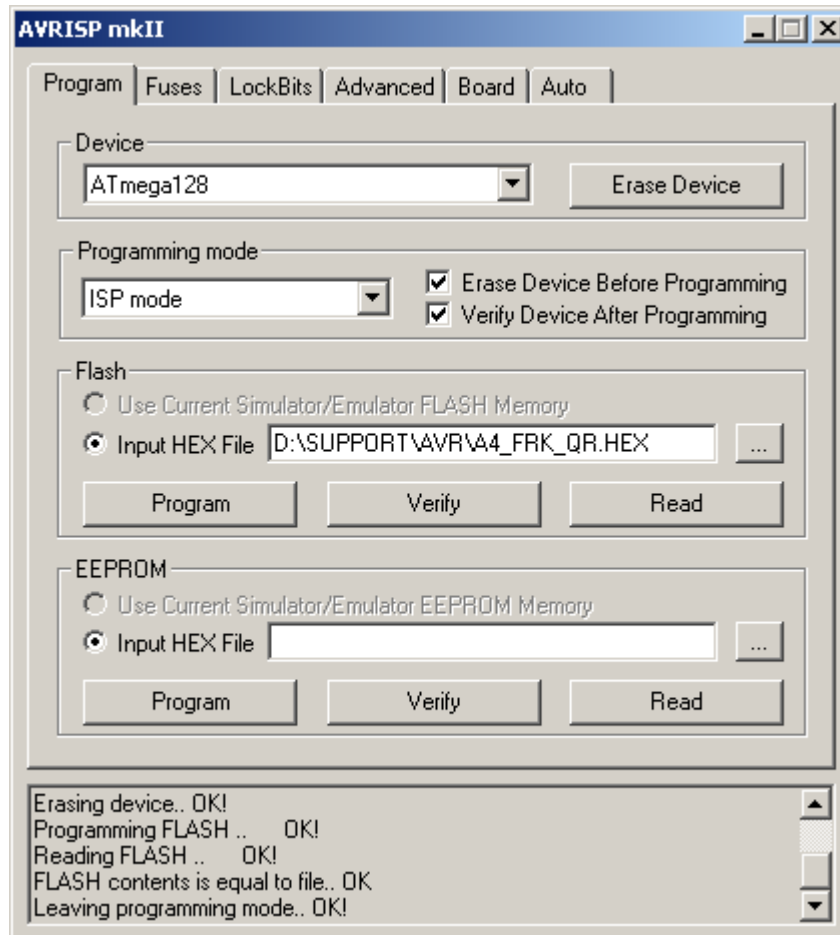 AVRISP mkII
Program Fuses LockBits Advanced Board Auto
Device
ATmega128 Erase Device
Programming mode
ISP mode Erase Device Before Programming
Verify Device After Programming
Flash
Use Current Simulator/Emulator FLASH Memory
Input HEX File D:\SUPPORT\AVR\A4_FRK_QR.HEX ...
Program Verify Read
EEPROM
Use Current Simulator/Emulator EEPROM Memory
Input HEX File ...
Program Verify Read
Erasing device.. OK!
Programming FLASH .. OK!
Reading FLASH .. OK!
FLASH contents is equal to file.. OK
Leaving programming mode.. OK!